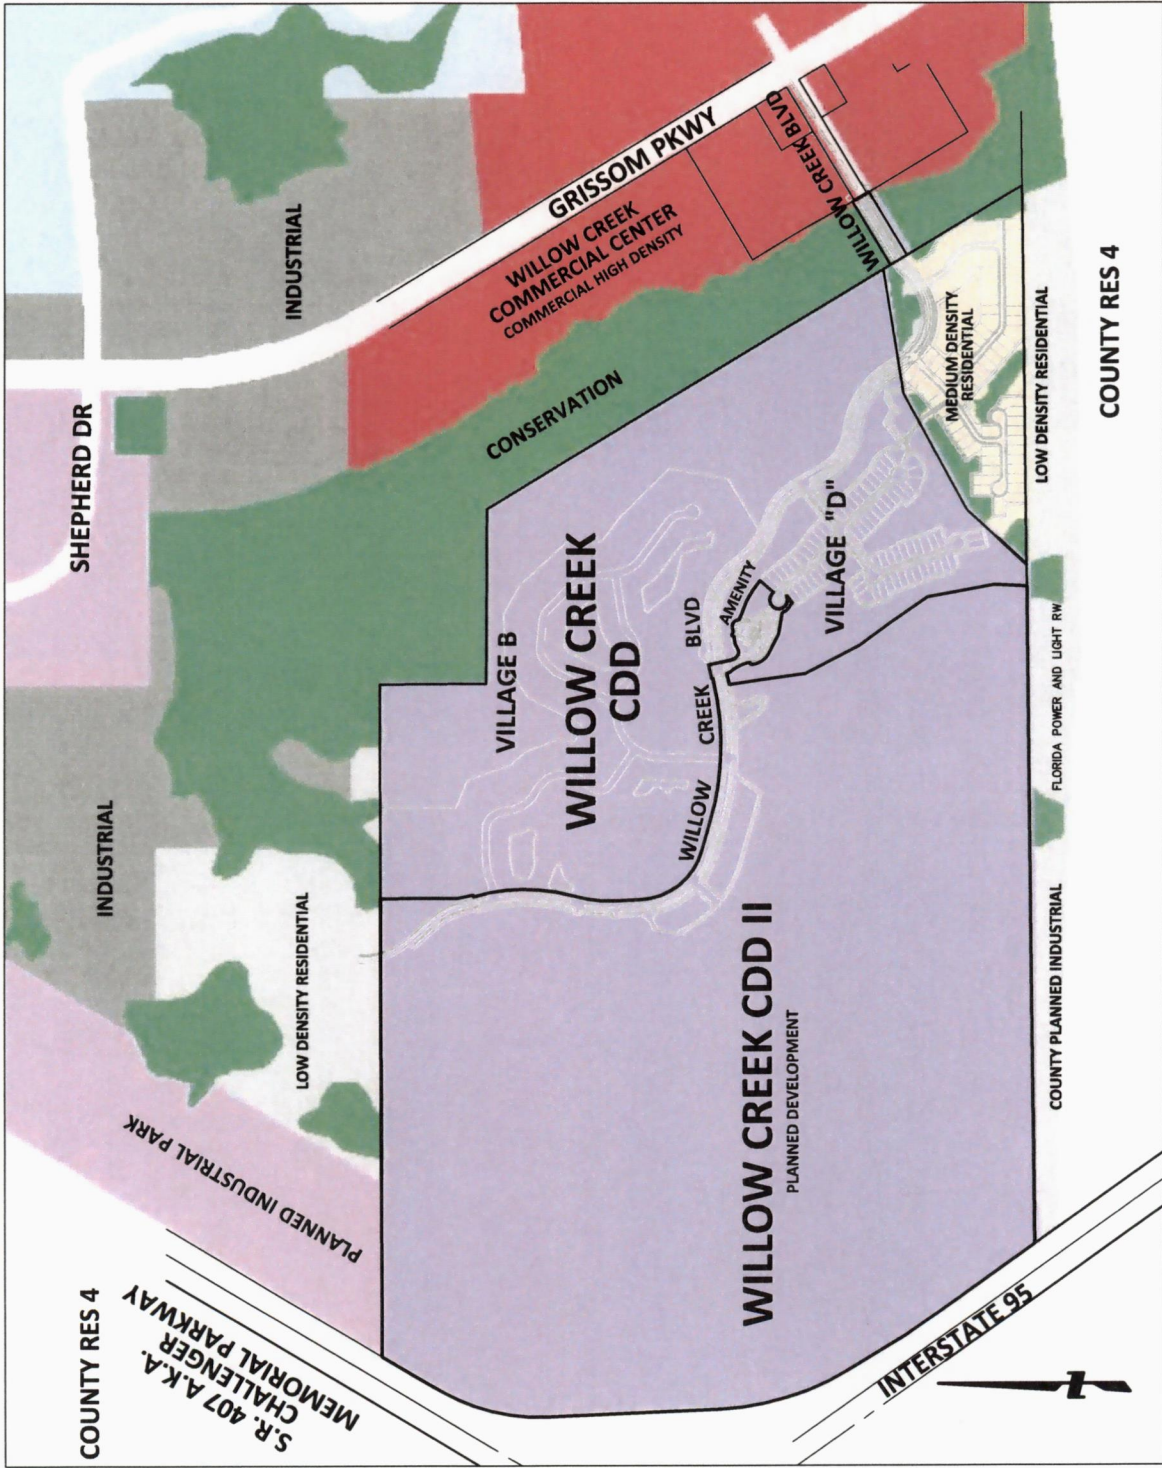 COUNTY RES 4
S.R. 407 A.K.A.
CHALLENGER
MEMORIAL PARKWAY
PLANNED INDUSTRIAL PARK
INDUSTRIAL
LOW DENSITY RESIDENTIAL
SHEPHERD DR
INDUSTRIAL
GRISSOM PKWY
WILLOW CREEK
COMMERCIAL CENTER
COMMERCIAL HIGH DENSITY
CONSERVATION
WILLOW CREEK BLVD
VILLAGE B
WILLOW CREEK
CDD
WILLOW
CREEK
BLVD
AMENITY
VILLAGE "D"
MEDIUM DENSITY
RESIDENTIAL
WILLOW CREEK CDD II
PLANNED DEVELOPMENT
INTERSTATE 95
COUNTY PLANNED INDUSTRIAL
FLORIDA POWER AND LIGHT RW
LOW DENSITY RESIDENTIAL
COUNTY RES 4